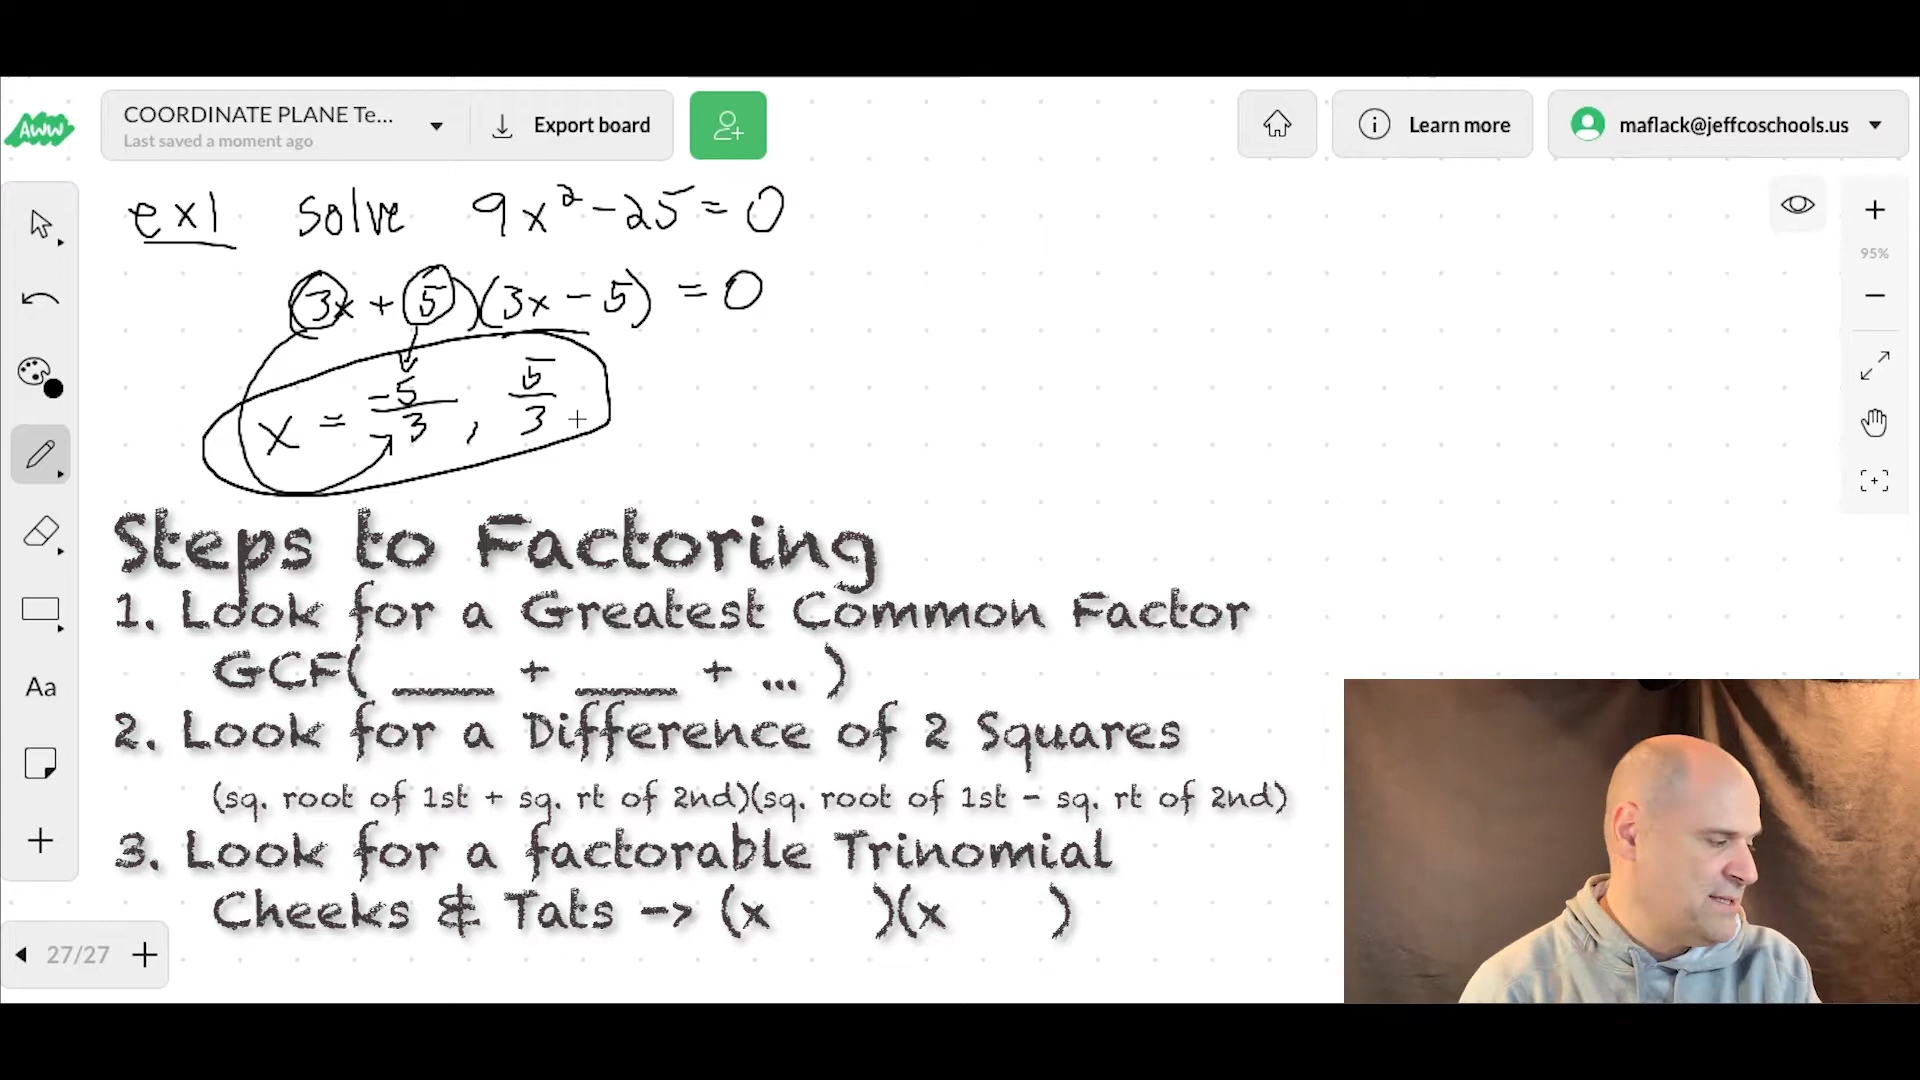 AWW
COORDINATE PLANE Te...
Last saved a moment ago
Export board
Learn more
maflack@jeffcoschools.us
ex1 solve 9x² - 25 = 0
(3x + 5)(3x - 5) = 0
x = -5/3, 5/3
95%
Steps to Factoring
1. Look for a Greatest Common Factor
GCF( ____ + ____ + ... )
2. Look for a Difference of 2 Squares
(sq. root of 1st + sq. rt of 2nd)(sq. root of 1st - sq. rt of 2nd)
3. Look for a factorable Trinomial
Cheeks & Tats -> (x )(x )
Aa
27/27